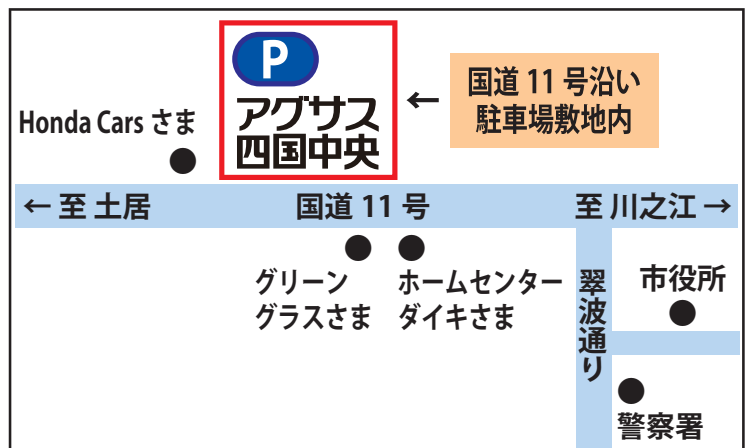 P
アグサス
四国中央
←
国道 11 号沿い
駐車場敷地内
Honda Cars さま
← 至 土居
国道 11 号
至 川之江 →
グリーン
グラスさま
ホームセンター
ダイキさま
翠波通り
市役所
警察署